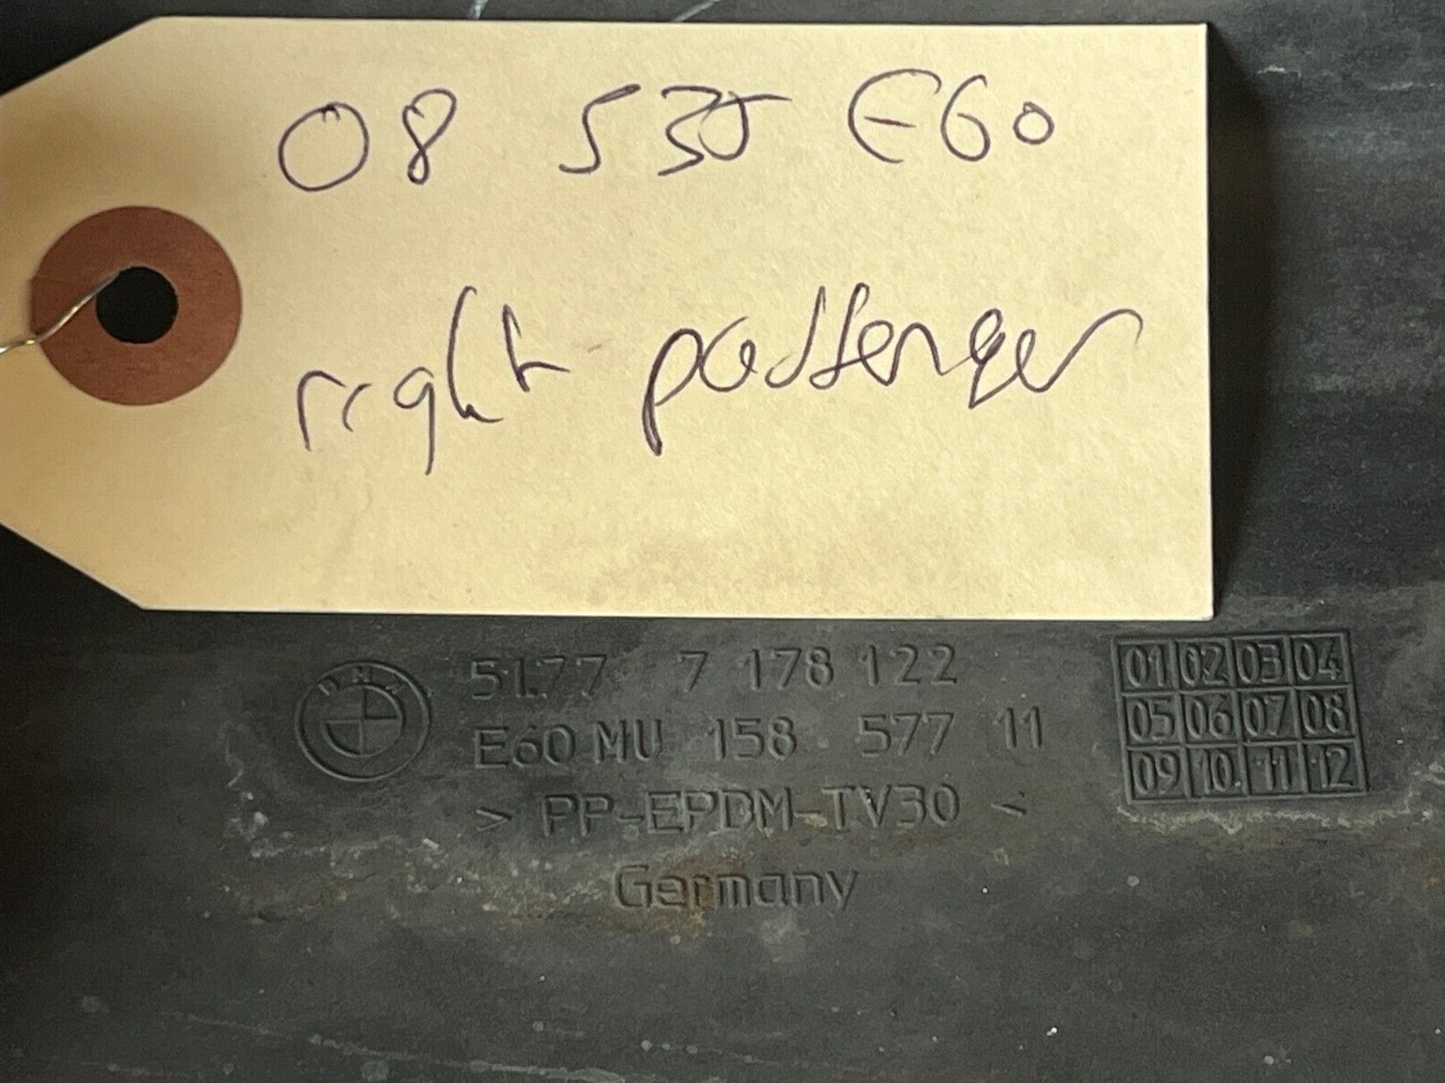 08 535 E60
right passenger
BMW
51.77 7 178 122
E60 MU 158 577 11
> PP-EPDM-TV30 <
Germany
01 02 03 04
05 06 07 08
09 10 11 12